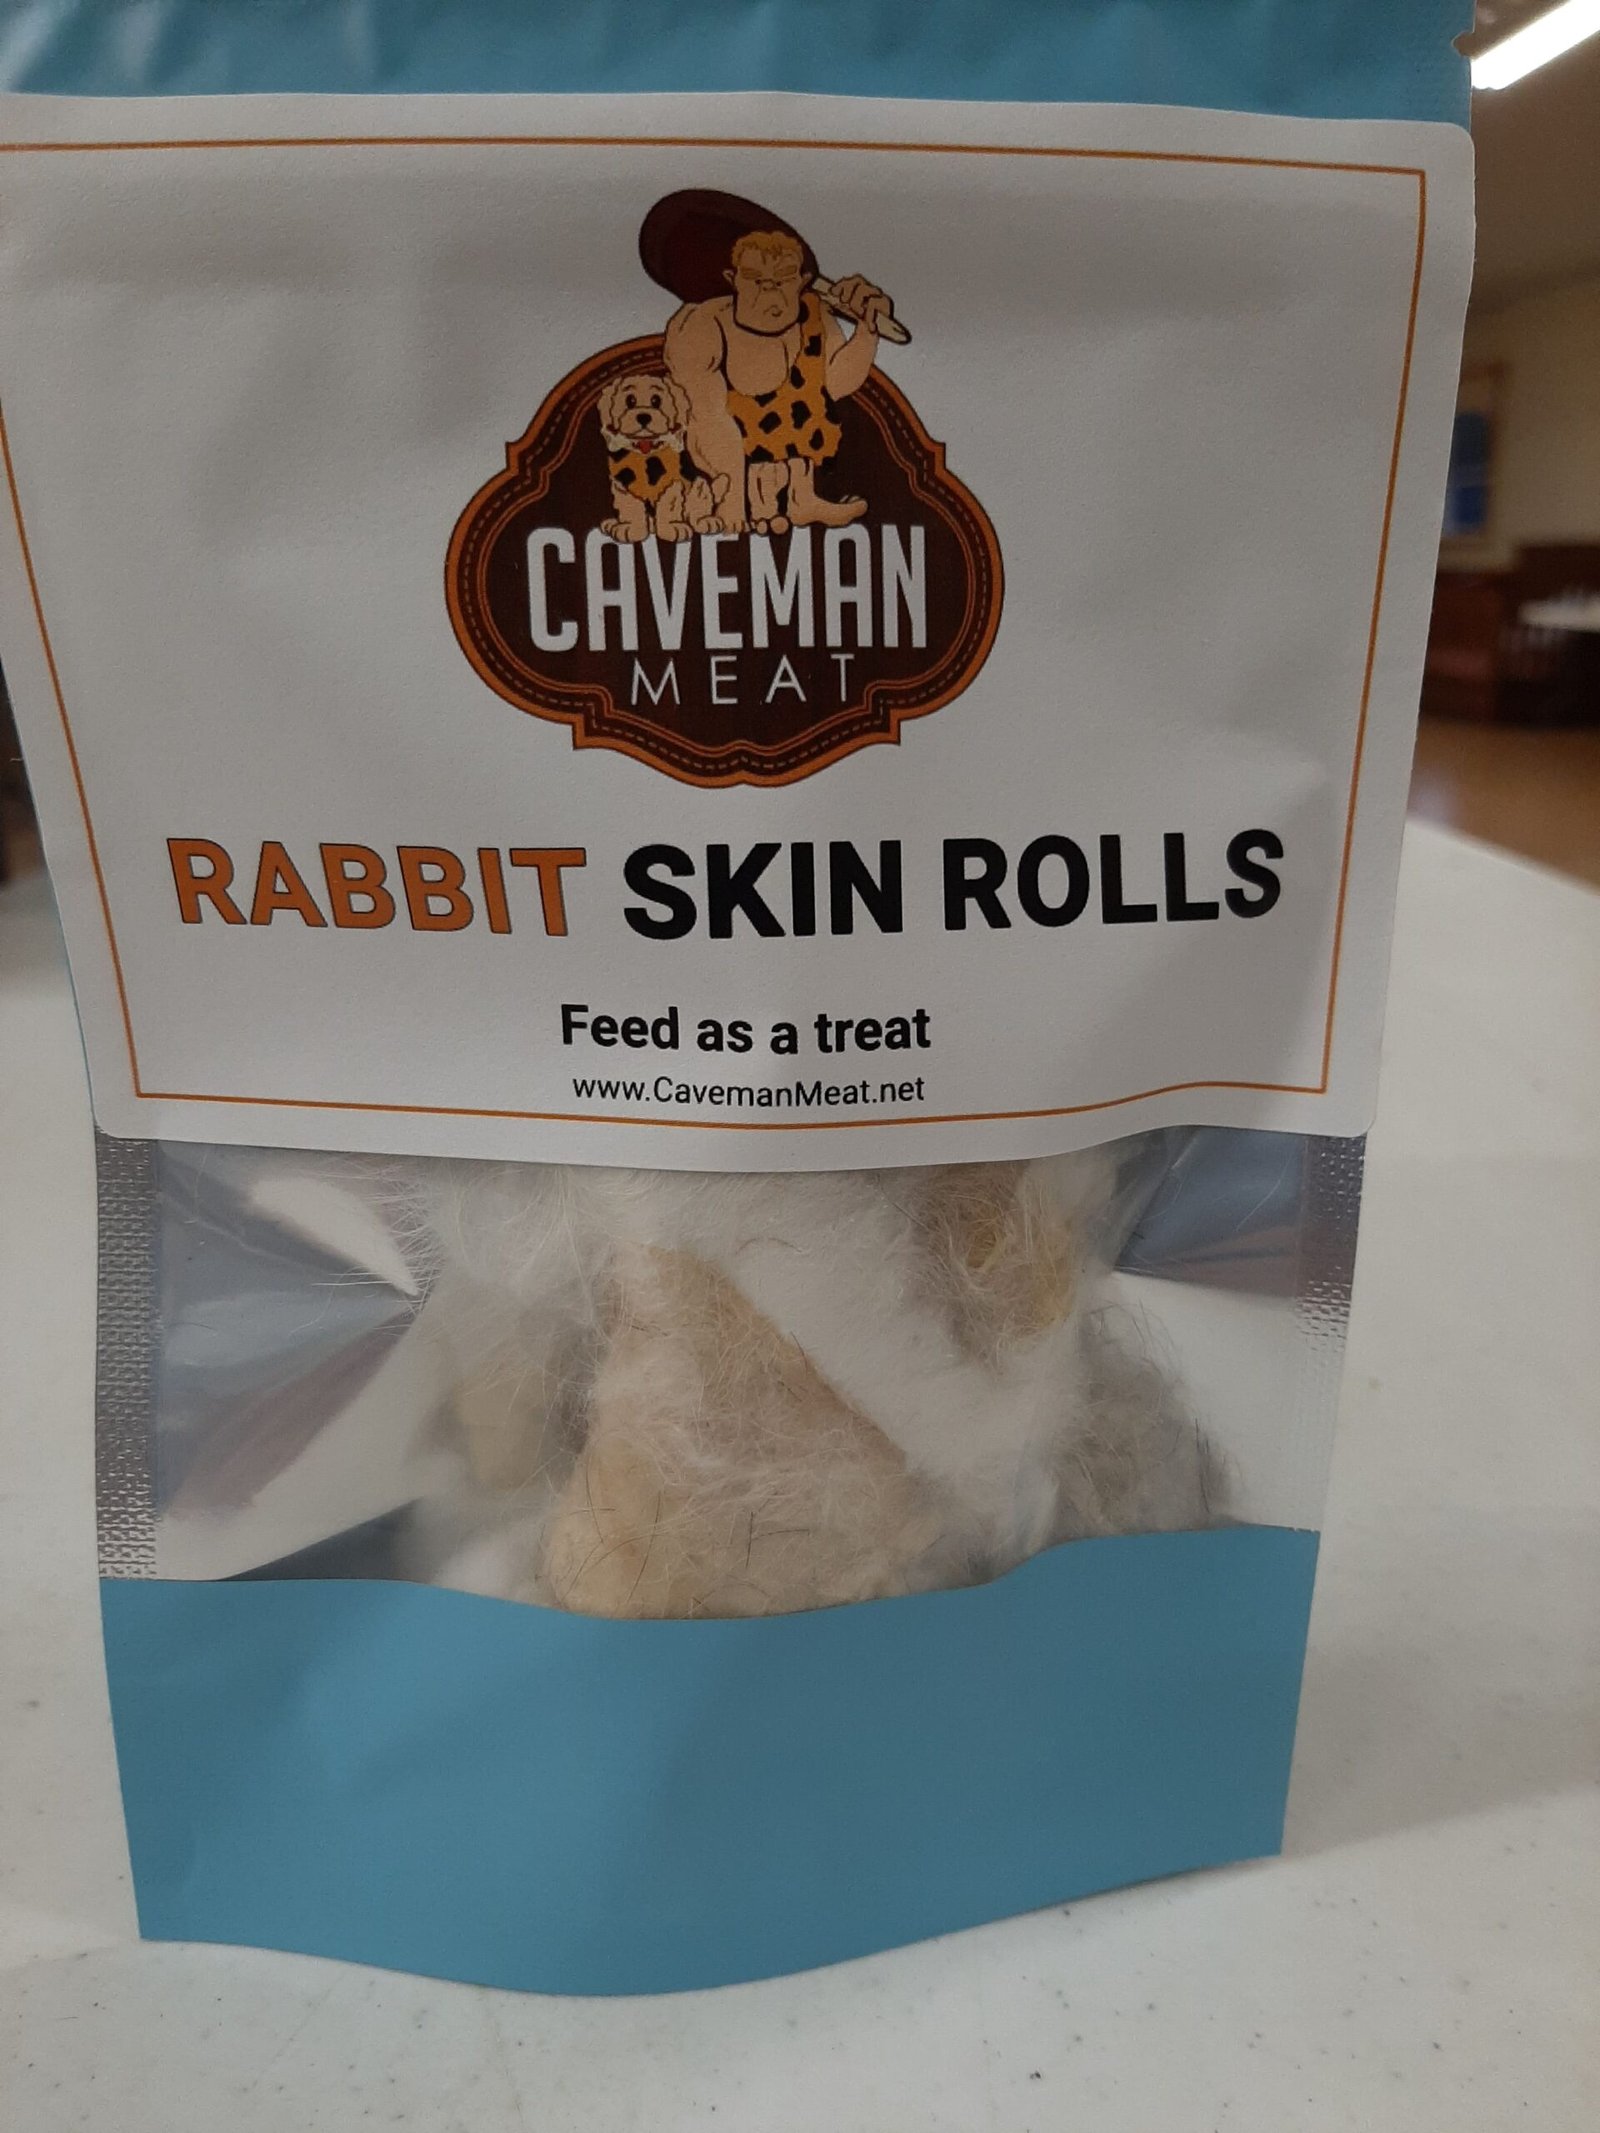 CAVEMAN
MEAT
RABBIT SKIN ROLLS
Feed as a treat
www.CavemanMeat.net